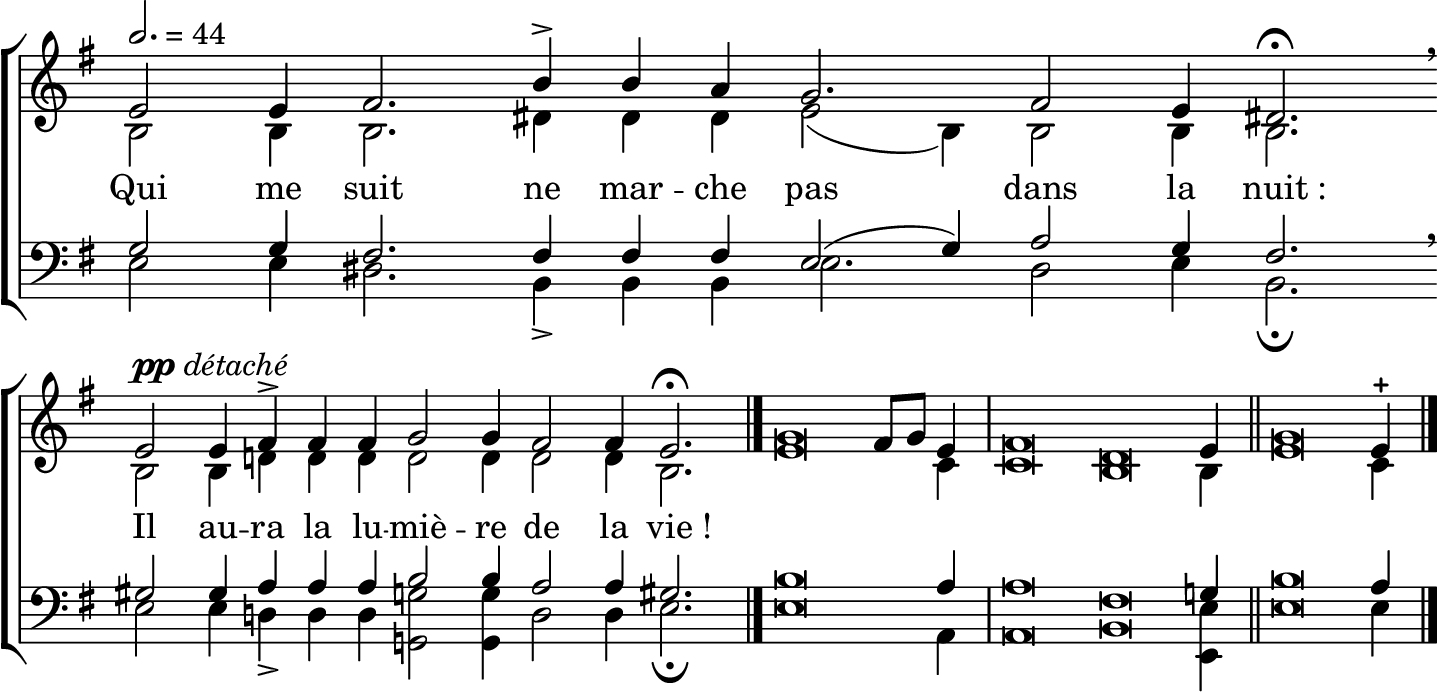 = 44
Qui me suit ne mar - che pas dans la nuit :
pp détaché
Il au - ra la lu - miè - re de la vie !